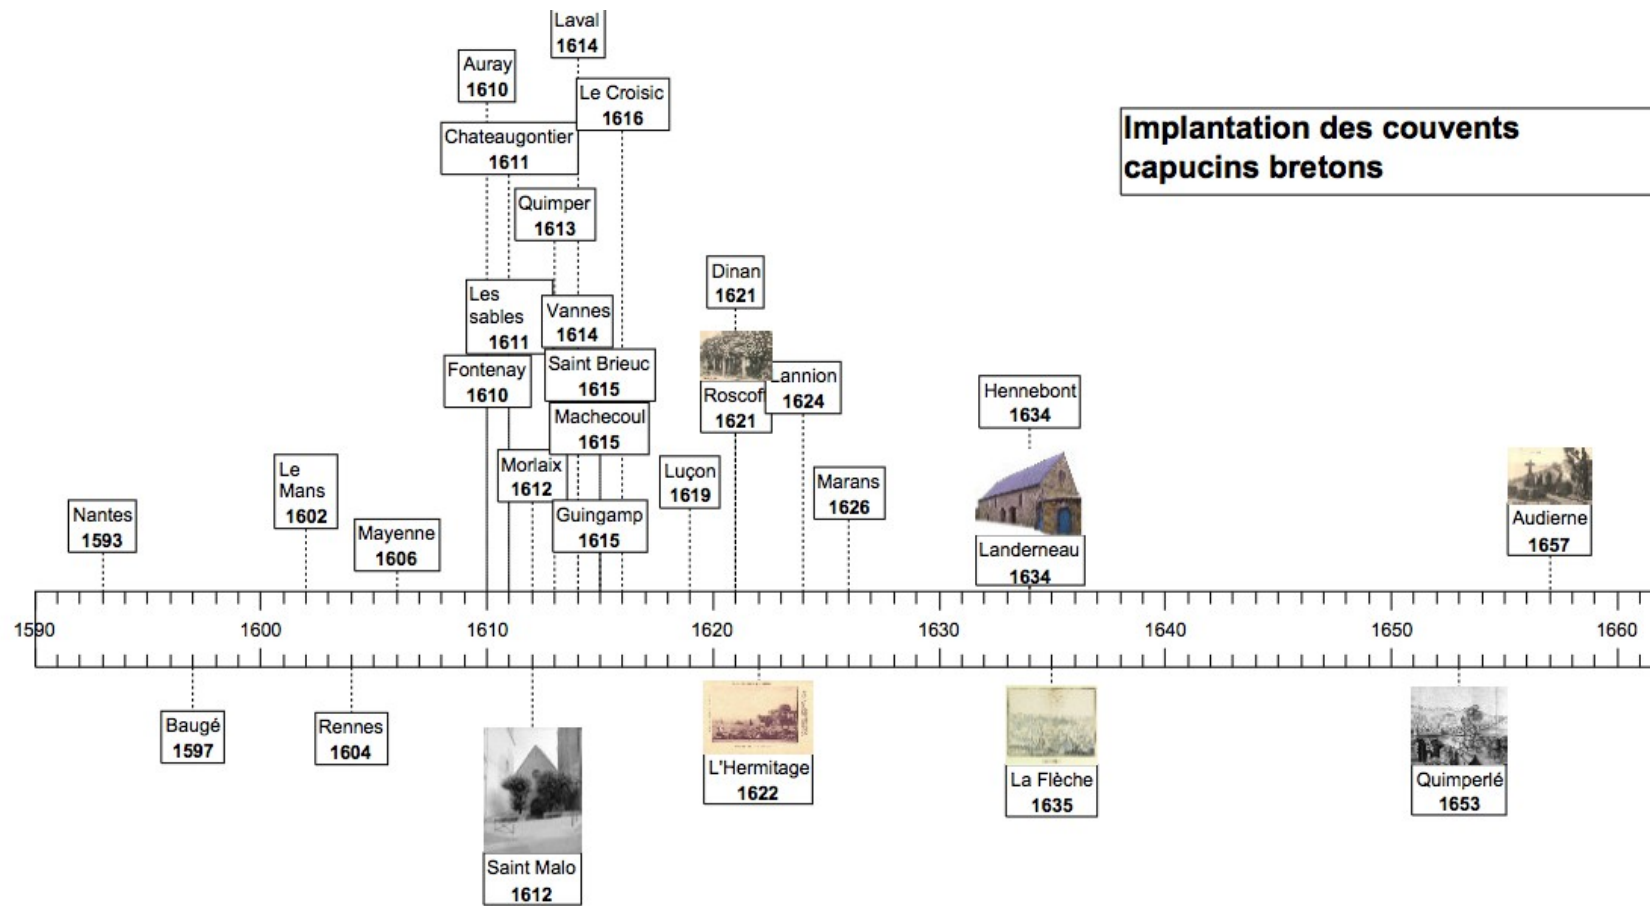 Laval
1614
Auray
1610
Le Croisic
1616
Implantation des couvents
capucins bretons
Chateaugontier
1611
Quimper
1613
Dinan
1621
Les
sables
1611
Vannes
1614
Saint Brieuc
1615
Fontenay
1610
Roscoff
1621
Lannion
1624
Hennebont
1634
Machecoul
1615
Morlaix
1612
Luçon
1619
Marans
1626
Le
Mans
1602
Nantes
1593
Mayenne
1606
Guingamp
1615
Landerneau
1634
Audierne
1657
1590 1600 1610 1620 1630 1640 1650 1660
Baugé
1597
Rennes
1604
Saint Malo
1612
L'Hermitage
1622
La Flèche
1635
Quimperlé
1653